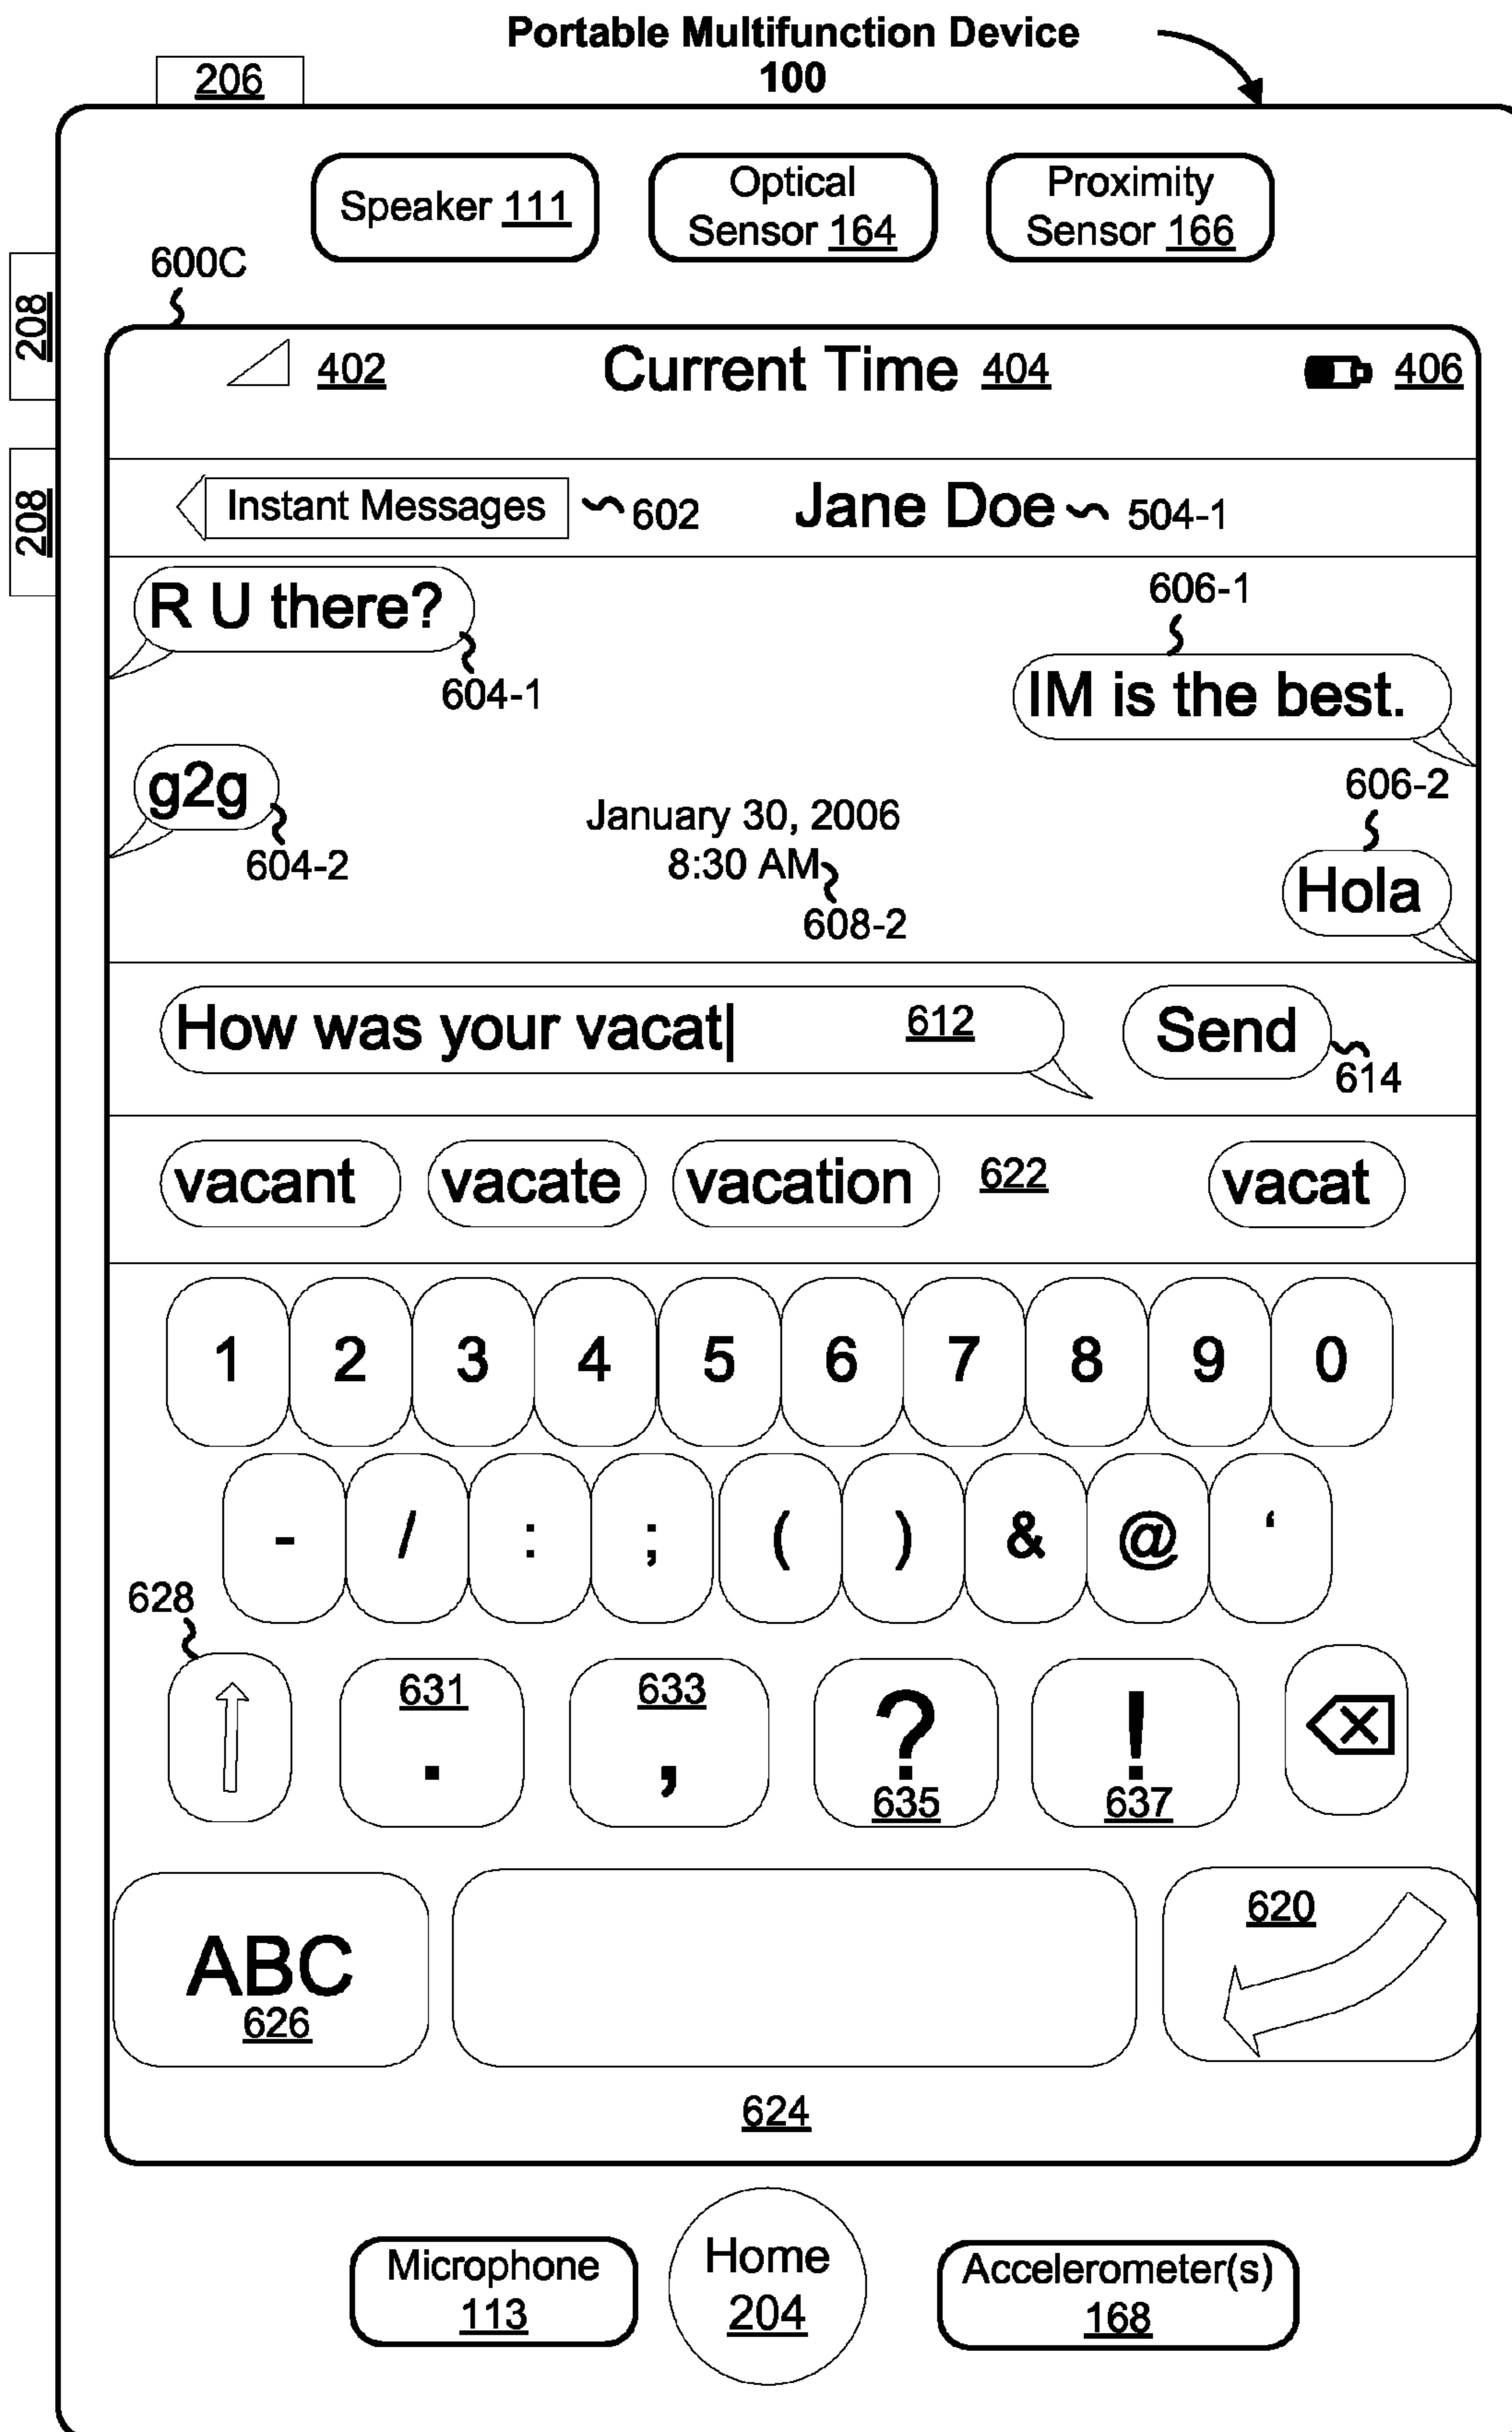 Portable Multifunction Device
100
206
Speaker 111
Optical
Sensor 164
Proximity
Sensor 166
600C
208
208
402
Current Time 404
406
Instant Messages
602
Jane Doe
504-1
R U there?
604-1
606-1
IM is the best.
g2g
604-2
January 30, 2006
8:30 AM
608-2
606-2
Hola
How was your vacat
612
Send
614
vacant
vacate
vacation
622
vacat
1 2 3 4 5 6 7 8 9 0
- / : ; ( ) & @ ‘
628
631
.
633
,
?
635
!
637
ABC
626
620
624
Microphone
113
Home
204
Accelerometer(s)
168